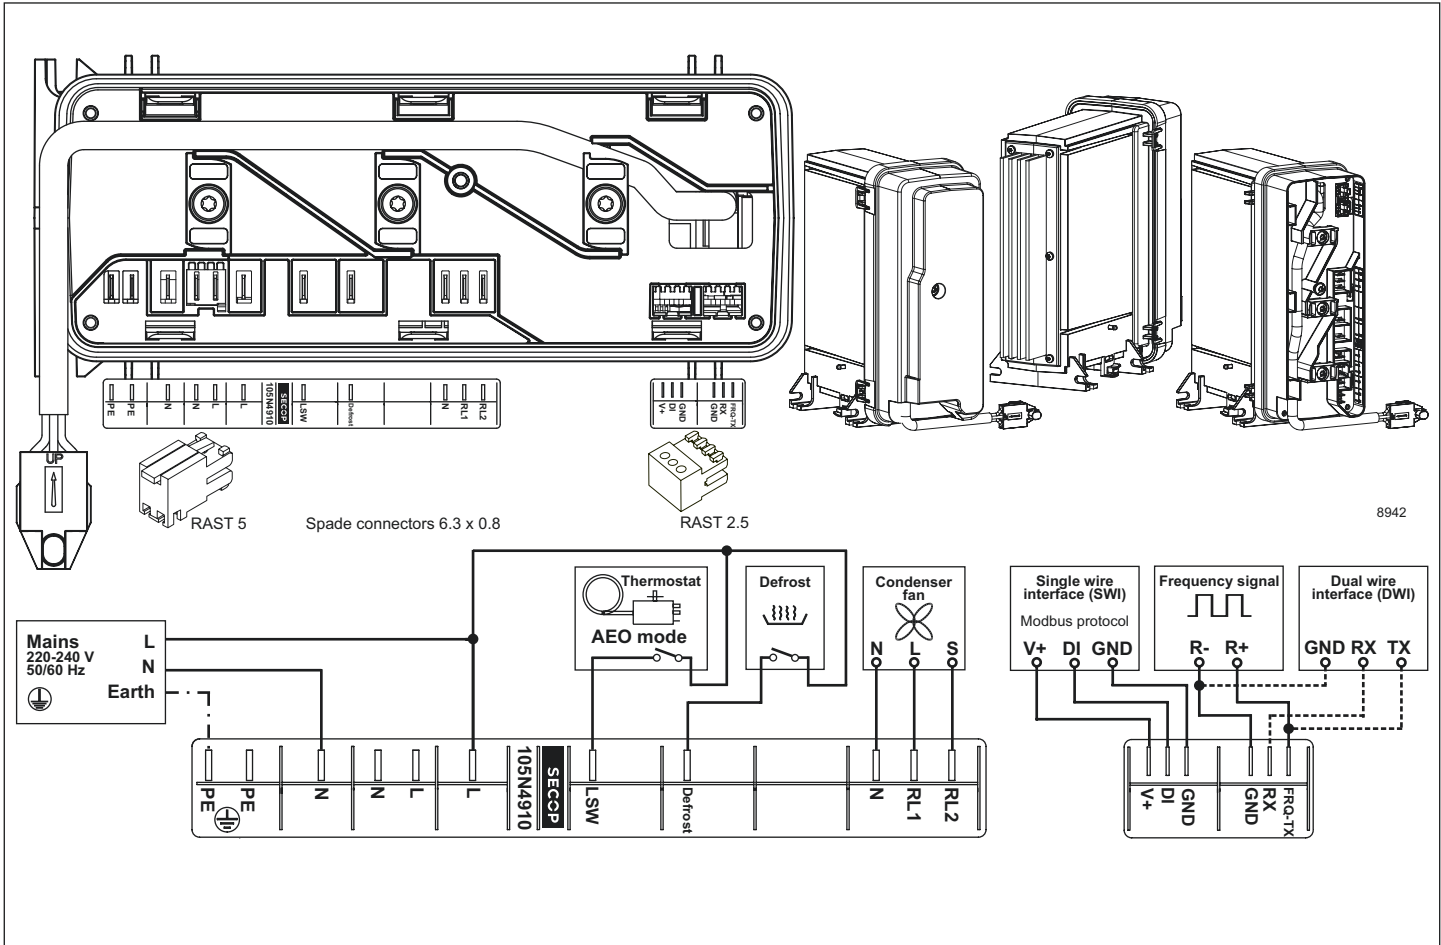 PE
PE
N
N
L
L
105N4910
SECOP
LSW
Defrost
N
RL1
RL2
V+
DI
GND
GND
RX
FRQ-TX
UP
RAST 5
Spade connectors 6.3 x 0.8
RAST 2.5
8942
Mains
220-240 V
50/60 Hz
L
N
Earth
Thermostat
AEO mode
Defrost
Condenser
fan
N L S
Single wire
interface (SWI)
Modbus protocol
V+ DI GND
Frequency signal
R- R+
Dual wire
interface (DWI)
GND RX TX
PE
PE
N
N
L
L
105N4910
SECOP
LSW
Defrost
N
RL1
RL2
V+
DI
GND
GND
RX
FRQ-TX